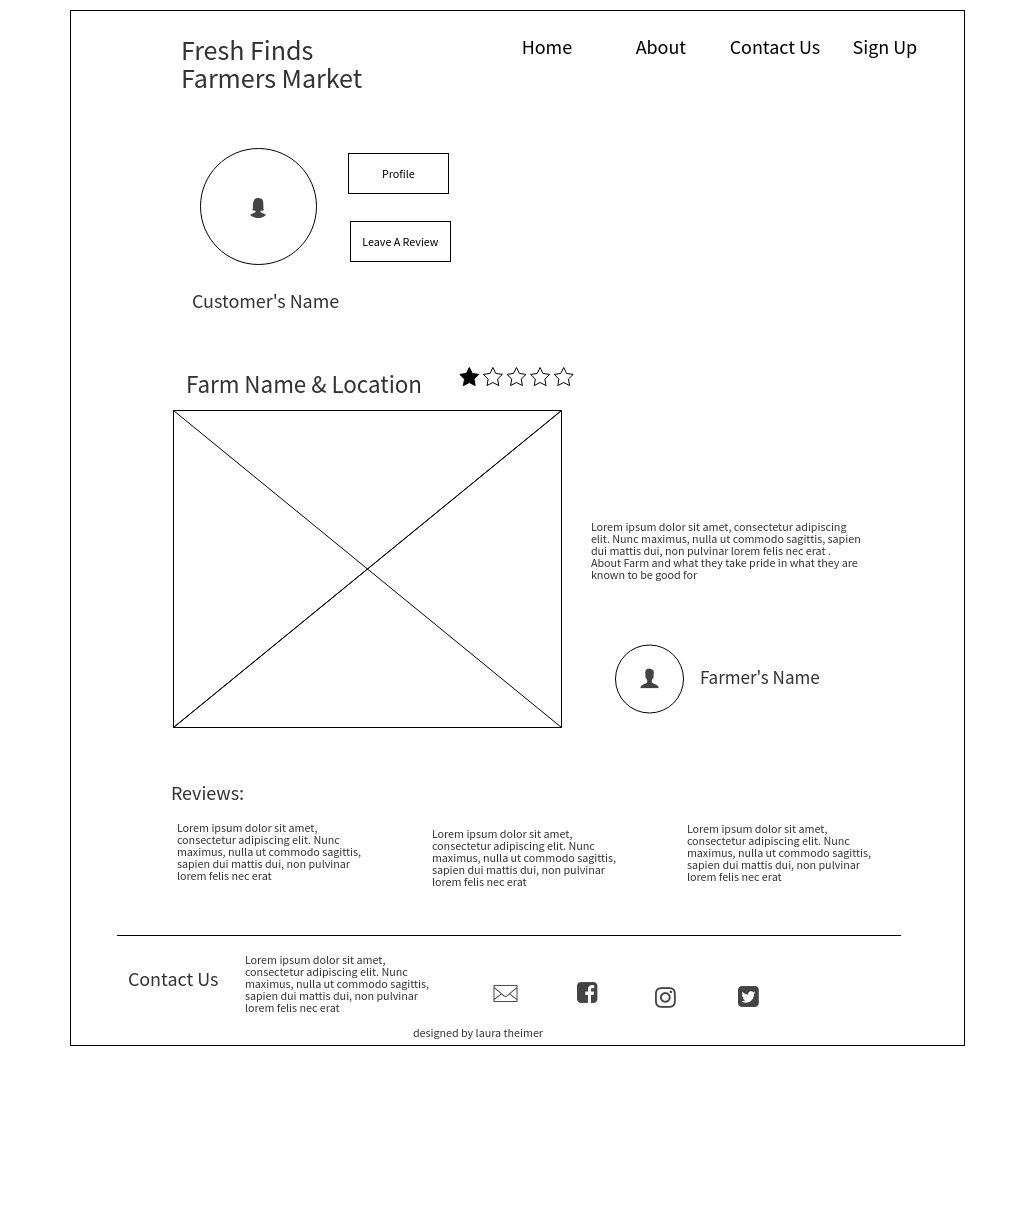 Fresh Finds
Farmers Market
Home About Contact Us Sign Up
Profile
Leave A Review
Customer's Name
Farm Name & Location
Lorem ipsum dolor sit amet, consectetur adipiscing
elit. Nunc maximus, nulla ut commodo sagittis, sapien
dui mattis dui, non pulvinar lorem felis nec erat .
About Farm and what they take pride in what they are
known to be good for
Farmer's Name
Reviews:
Lorem ipsum dolor sit amet,
consectetur adipiscing elit. Nunc
maximus, nulla ut commodo sagittis,
sapien dui mattis dui, non pulvinar
lorem felis nec erat
Lorem ipsum dolor sit amet,
consectetur adipiscing elit. Nunc
maximus, nulla ut commodo sagittis,
sapien dui mattis dui, non pulvinar
lorem felis nec erat
Lorem ipsum dolor sit amet,
consectetur adipiscing elit. Nunc
maximus, nulla ut commodo sagittis,
sapien dui mattis dui, non pulvinar
lorem felis nec erat
Contact Us
Lorem ipsum dolor sit amet,
consectetur adipiscing elit. Nunc
maximus, nulla ut commodo sagittis,
sapien dui mattis dui, non pulvinar
lorem felis nec erat
designed by laura theimer